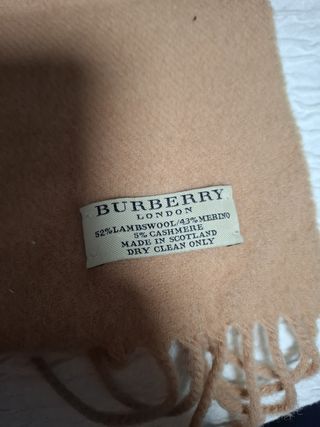 BURBERRY
LONDON
52%LAMBSWOOL/43%MERINO
5% CASHMERE
MADE IN SCOTLAND
DRY CLEAN ONLY